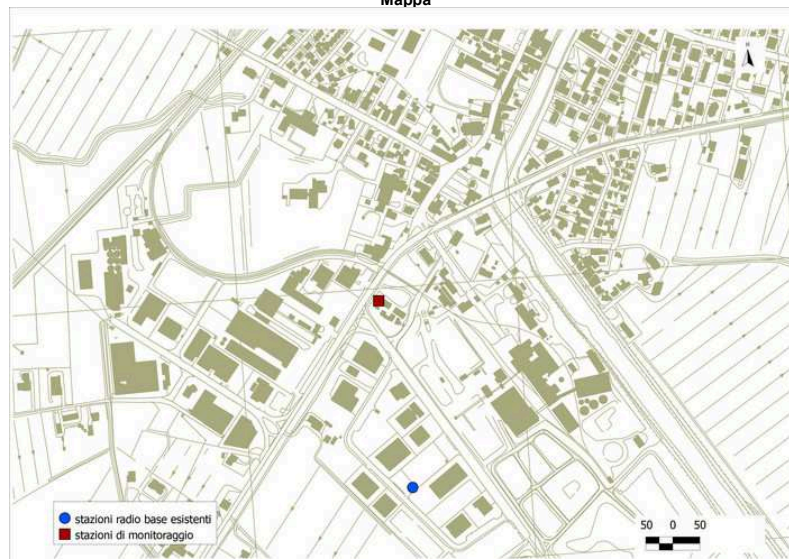 Mappa
N
stazioni radio base esistenti
stazioni di monitoraggio
50 0 50